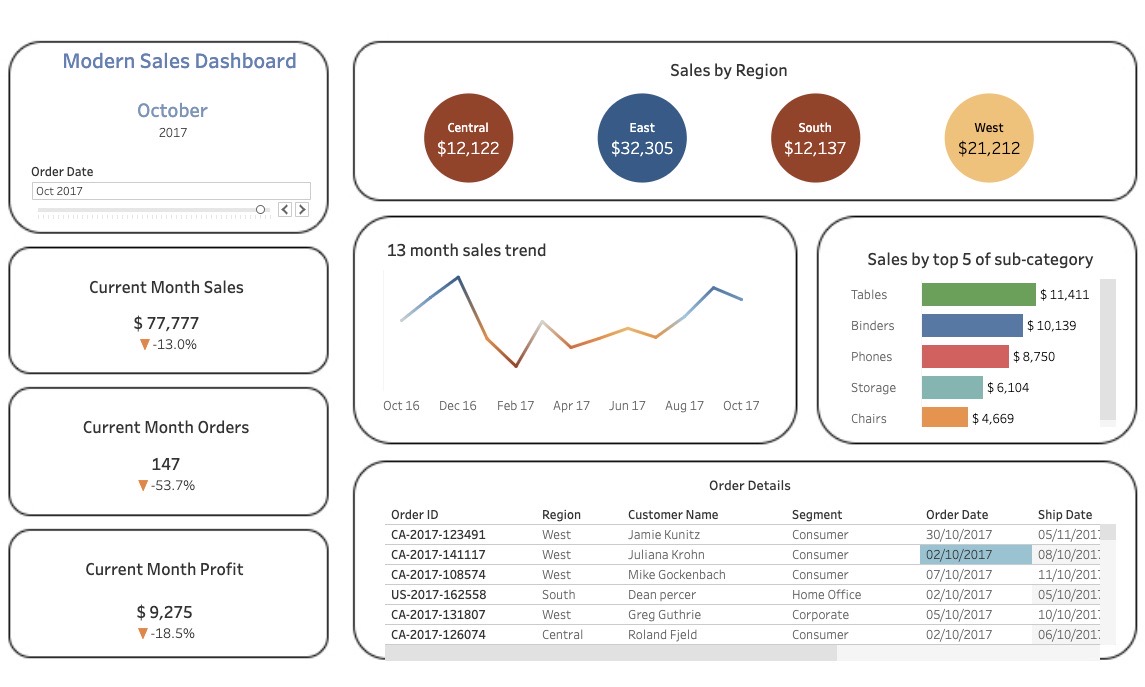 Modern Sales Dashboard
October
2017
Order Date
Oct 2017
Current Month Sales
$ 77,777
▼ -13.0%
Current Month Orders
147
▼ -53.7%
Current Month Profit
$ 9,275
▼ -18.5%
Sales by Region
Central
$12,122
East
$32,305
South
$12,137
West
$21,212
13 month sales trend
Oct 16 Dec 16 Feb 17 Apr 17 Jun 17 Aug 17 Oct 17
Sales by top 5 of sub-category
Tables $ 11,411
Binders $ 10,139
Phones $ 8,750
Storage $ 6,104
Chairs $ 4,669
Order Details
Order ID Region Customer Name Segment Order Date Ship Date
CA-2017-123491 West Jamie Kunitz Consumer 30/10/2017 05/11/2017
CA-2017-141117 West Juliana Krohn Consumer 02/10/2017 08/10/2017
CA-2017-108574 West Mike Gockenbach Consumer 07/10/2017 11/10/2017
US-2017-162558 South Dean percer Home Office 02/10/2017 05/10/2017
CA-2017-131807 West Greg Guthrie Corporate 05/10/2017 10/10/2017
CA-2017-126074 Central Roland Fjeld Consumer 02/10/2017 06/10/2017